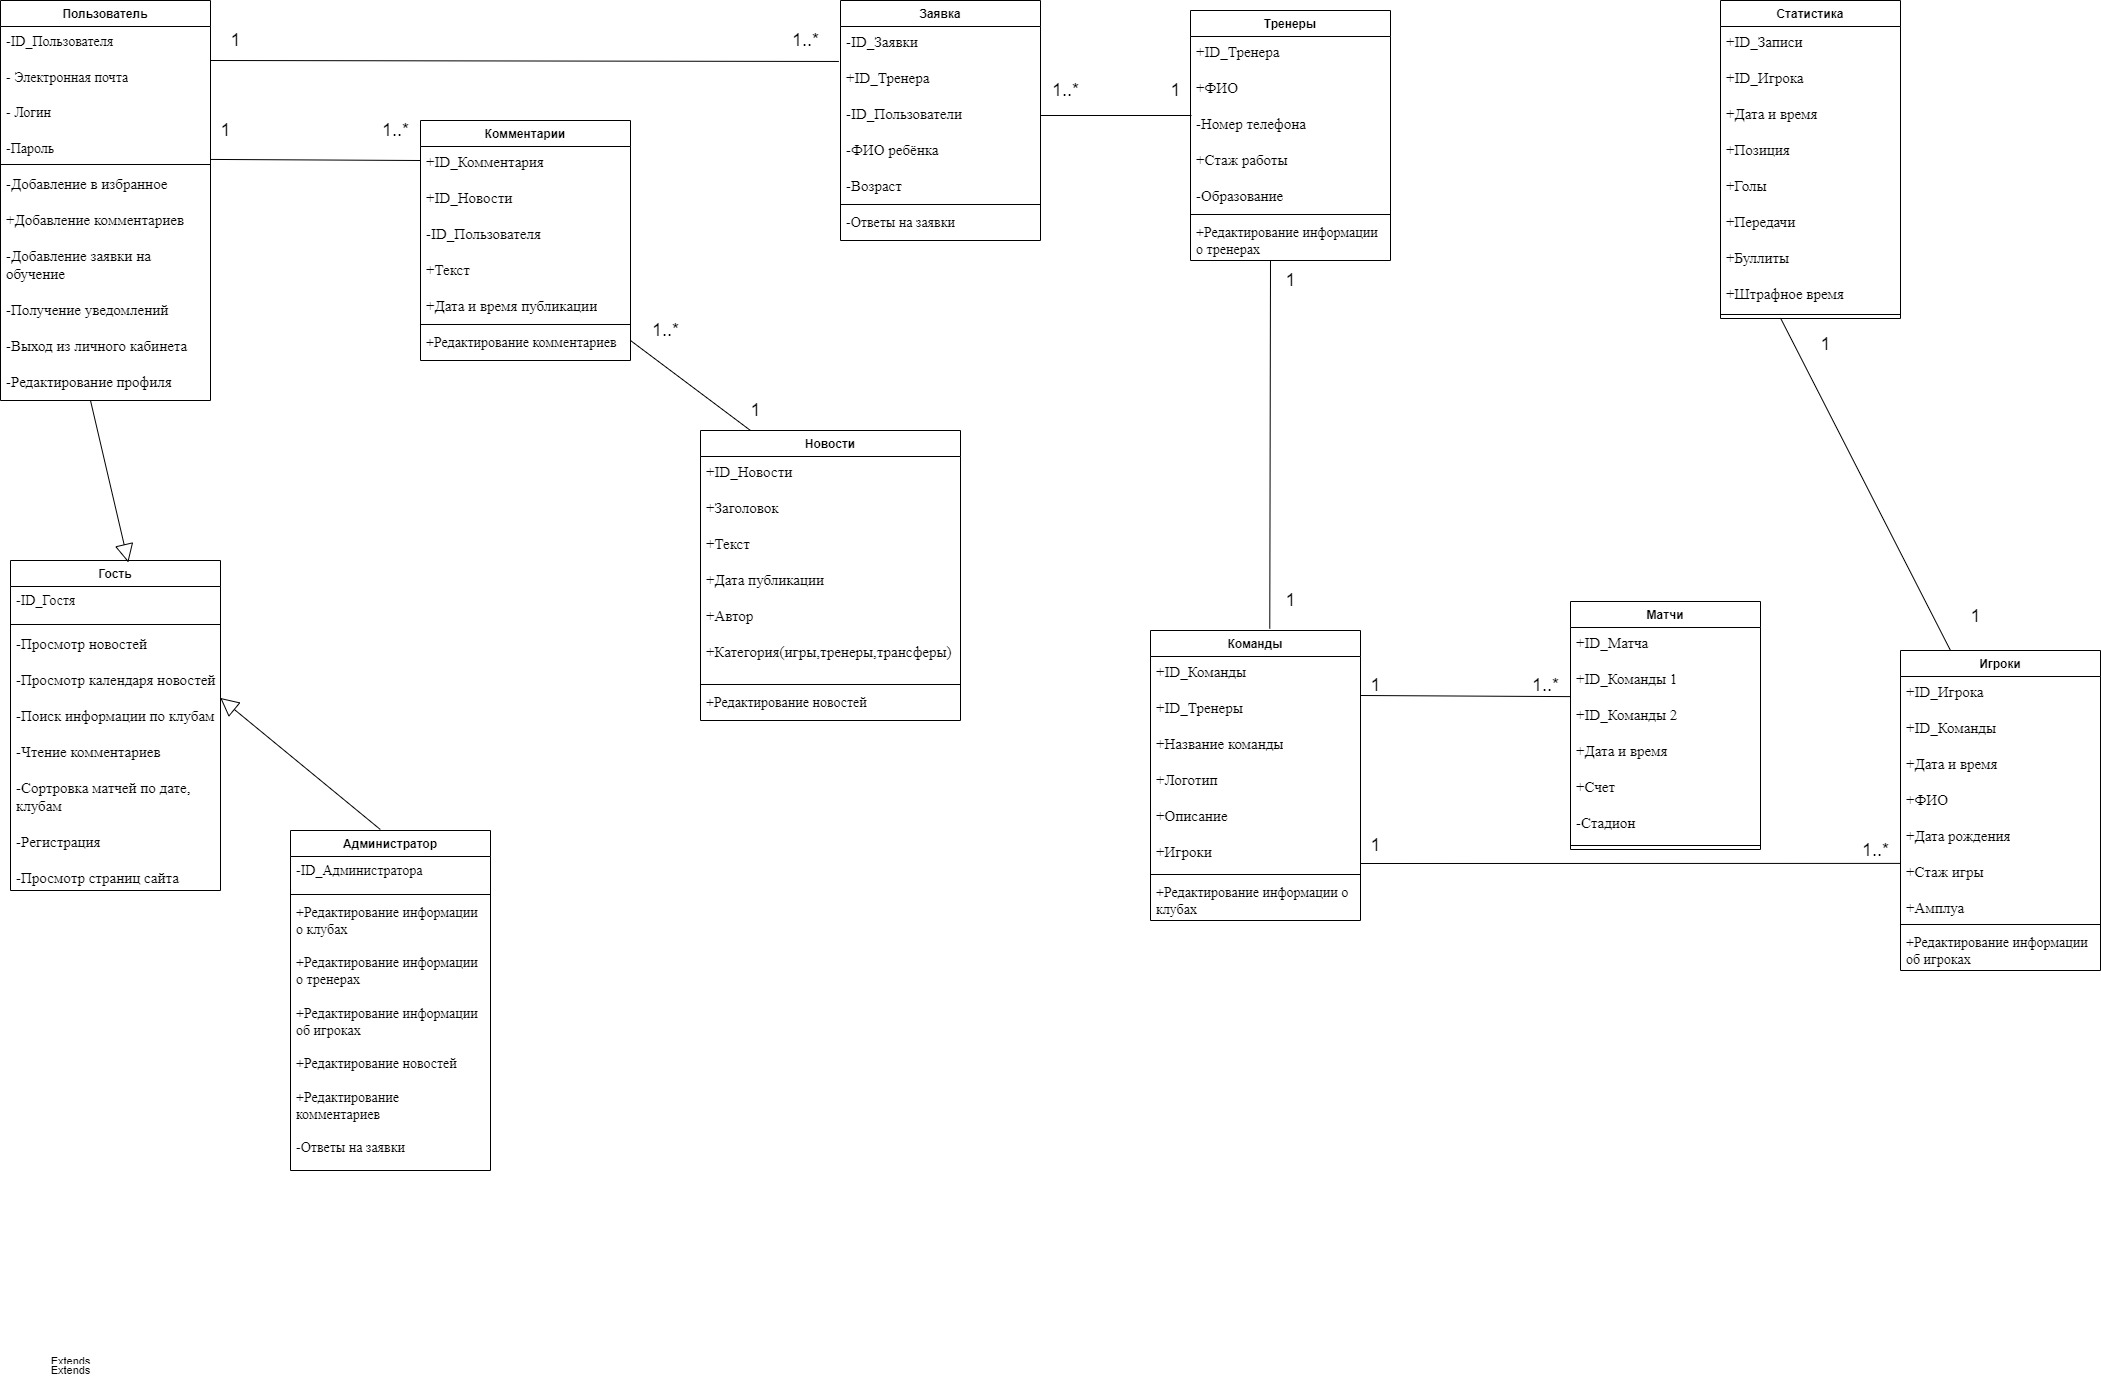 Пользователь
-ID_Пользователя
- Электронная почта
- Логин
-Пароль
-Добавление в избранное
+Добавление комментариев
-Добавление заявки на
обучение
-Получение уведомлений
-Выход из личного кабинета
-Редактирование профиля
1
1..*
1
1..*
Комментарии
+ID_Комментария
+ID_Новости
-ID_Пользователя
+Текст
+Дата и время публикации
+Редактирование комментариев
1..*
1
Заявка
-ID_Заявки
+ID_Тренера
-ID_Пользователи
-ФИО ребёнка
-Возраст
-Ответы на заявки
1..*
1
Тренеры
+ID_Тренера
+ФИО
-Номер телефона
+Стаж работы
-Образование
+Редактирование информации
о тренерах
1
1
Статистика
+ID_Записи
+ID_Игрока
+Дата и время
+Позиция
+Голы
+Передачи
+Буллиты
+Штрафное время
1
1
Новости
+ID_Новости
+Заголовок
+Текст
+Дата публикации
+Автор
+Категория(игры,тренеры,трансферы)
+Редактирование новостей
Гость
-ID_Гостя
-Просмотр новостей
-Просмотр календаря новостей
-Поиск информации по клубам
-Чтение комментариев
-Сортровка матчей по дате,
клубам
-Регистрация
-Просмотр страниц сайта
Администратор
-ID_Администратора
+Редактирование информации
о клубах
+Редактирование информации
о тренерах
+Редактирование информации
об игроках
+Редактирование новостей
+Редактирование
комментариев
-Ответы на заявки
Команды
+ID_Команды
+ID_Тренеры
+Название команды
+Логотип
+Описание
+Игроки
+Редактирование информации о
клубах
1
1..*
1
1..*
Матчи
+ID_Матча
+ID_Команды 1
+ID_Команды 2
+Дата и время
+Счет
-Стадион
Игроки
+ID_Игрока
+ID_Команды
+Дата и время
+ФИО
+Дата рождения
+Стаж игры
+Амплуа
+Редактирование информации
об игроках
Extends
Extends